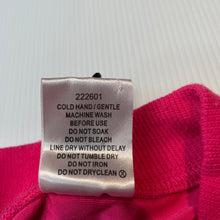 222601
COLD HAND / GENTLE
MACHINE WASH
BEFORE USE
DO NOT SOAK
DO NOT BLEACH
LINE DRY WITHOUT DELAY
DO NOT TUMBLE DRY
DO NOT IRON
DO NOT DRYCLEAN